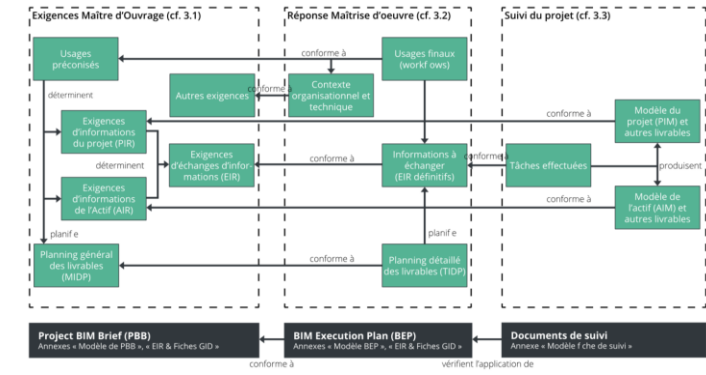 Exigences Maître d'Ouvrage (cf. 3.1)
Réponse Maîtrise d'oeuvre (cf. 3.2)
Suivi du projet (cf. 3.3)
Usages
préconisés
conforme à
Usages finaux
(workf ows)
déterminent
Autres exigences
conforme à
Contexte
organisationnel et
technique
Exigences
d'informations
du projet (PIR)
conforme à
Modèle du
projet (PIM) et
autres livrables
déterminent
Exigences
d'échanges d'infor-
mations (EIR)
conforme à
Informations à
échanger
(EIR définitifs)
conforme à
Tâches effectuées
produisent
Exigences
d'informations
de l'Actif (AIR)
conforme à
Modèle de
l'actif (AIM) et
autres livrables
planif e
planif e
Planning général
des livrables
(MIDP)
conforme à
Planning détaillé
des livrables (TIDP)
Project BIM Brief (PBB)
Annexes « Modèle de PBB », « EIR & Fiches GID »
BIM Execution Plan (BEP)
Annexes « Modèle BEP », « EIR & Fiches GID »
Documents de suivi
Annexe « Modèle f che de suivi »
conforme à
vérifient l'application de